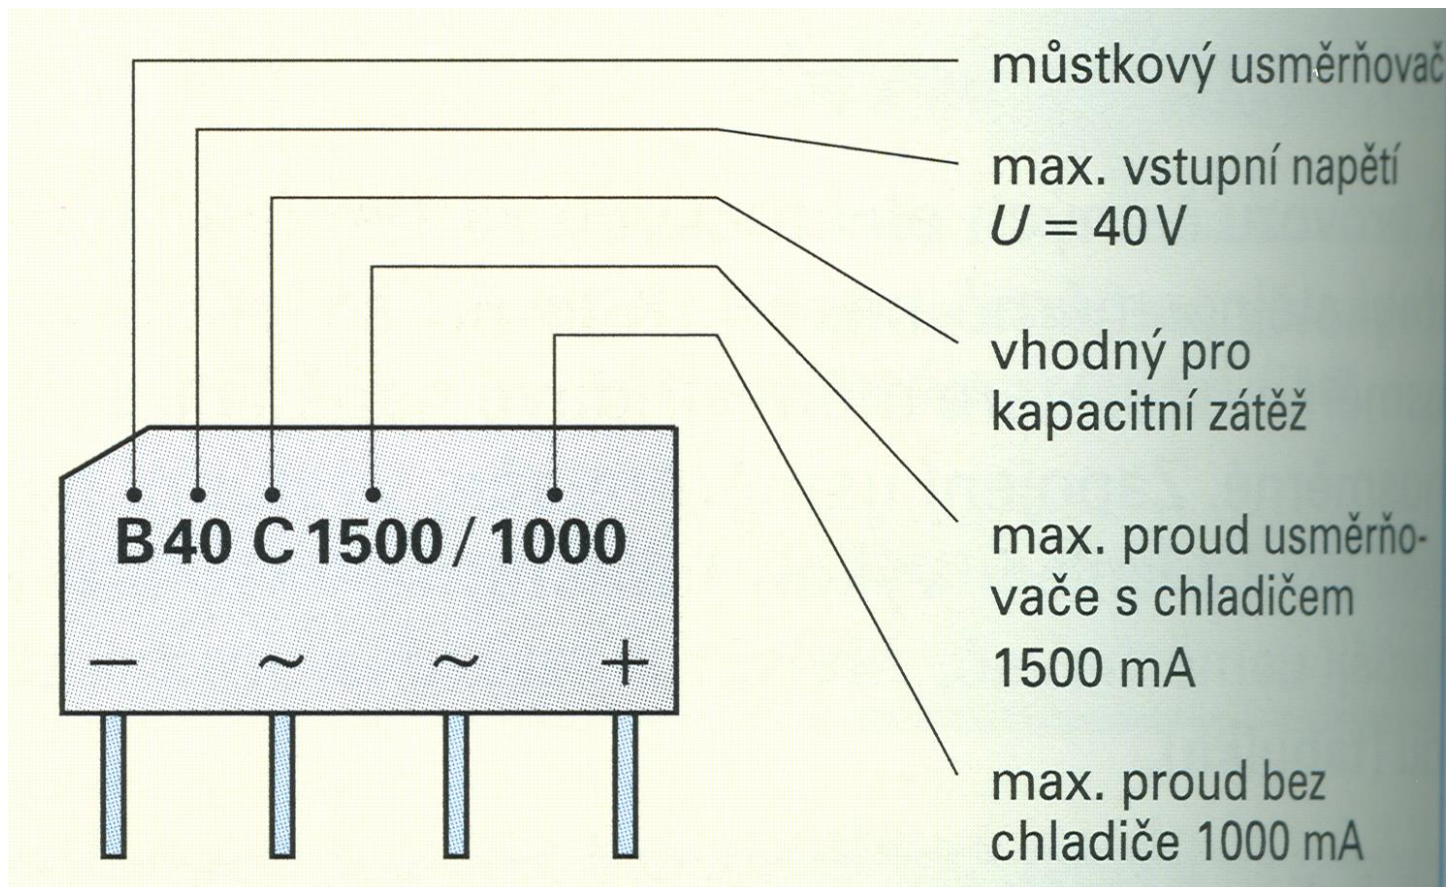 můstkový usměrňovač
max. vstupní napětí
U = 40 V
vhodný pro
kapacitní zátěž
max. proud usměrňo-
vače s chladičem
1500 mA
max. proud bez
chladiče 1000 mA
B40 C1500 / 1000
− ~ ~ +